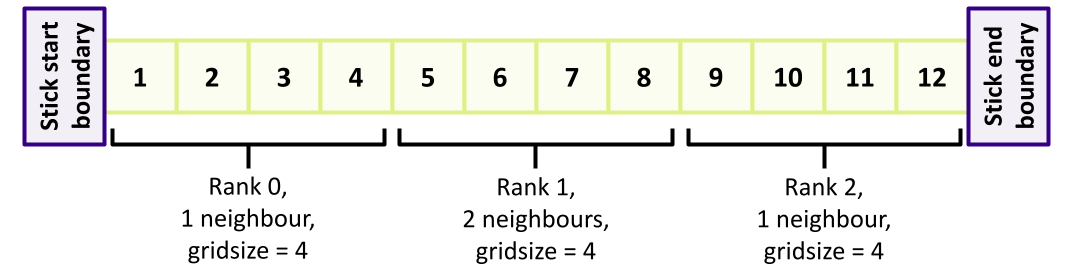 Stick start
boundary
1 2 3 4 5 6 7 8 9 10 11 12
Stick end
boundary
Rank 0,
1 neighbour,
gridsize = 4
Rank 1,
2 neighbours,
gridsize = 4
Rank 2,
1 neighbour,
gridsize = 4